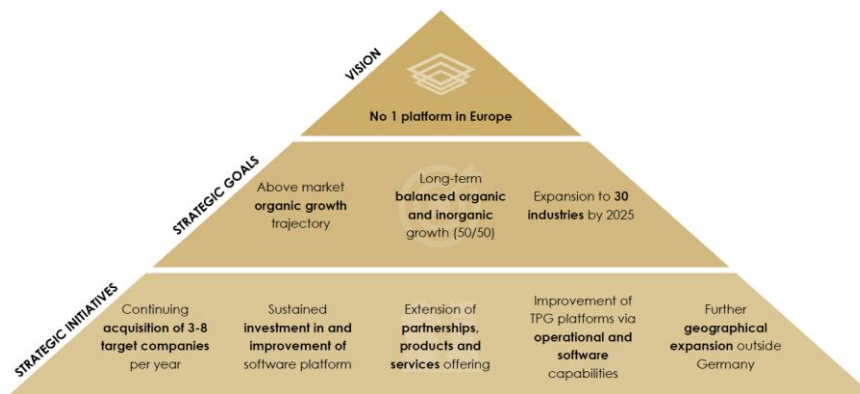 VISION
No 1 platform in Europe
STRATEGIC GOALS
Above market
organic growth
trajectory
Long-term
balanced organic
and inorganic
growth (50/50)
Expansion to 30
industries by 2025
STRATEGIC INITIATIVES
Continuing
acquisition of 3-8
target companies
per year
Sustained
investment in and
improvement of
software platform
Extension of
partnerships,
products and
services offering
Improvement of
TPG platforms via
operational and
software
capabilities
Further
geographical
expansion outside
Germany